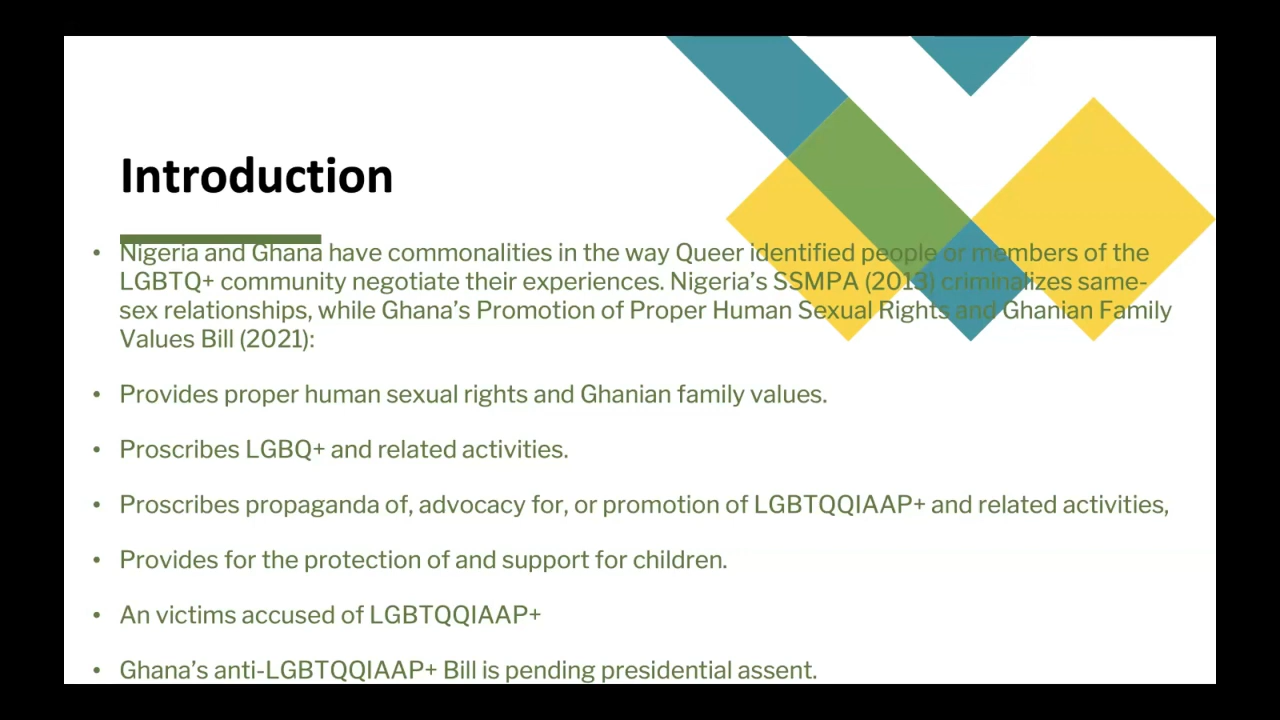 Introduction
• Nigeria and Ghana have commonalities in the way Queer identified people or members of the
LGBTQ+ community negotiate their experiences. Nigeria's SSMPA (2013) criminalizes same-
sex relationships, while Ghana's Promotion of Proper Human Sexual Rights and Ghanian Family
Values Bill (2021):
• Provides proper human sexual rights and Ghanian family values.
• Proscribes LGBQ+ and related activities.
• Proscribes propaganda of, advocacy for, or promotion of LGBTQQIAAP+ and related activities,
• Provides for the protection of and support for children.
• An victims accused of LGBTQQIAAP+
• Ghana's anti-LGBTQQIAAP+ Bill is pending presidential assent.